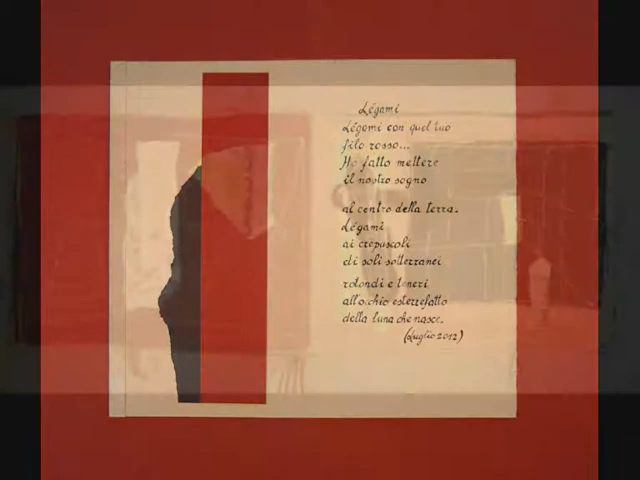 Légami
Légami con quel tuo
filo rosso...
Ho fatto mettere
il nostro sogno
al centro della terra.
Légami
ai crepuscoli
di soli sotterranei
rotondi e teneri
all'occhio esterrefatto
della luna che nasce.
(Luglio 2012)